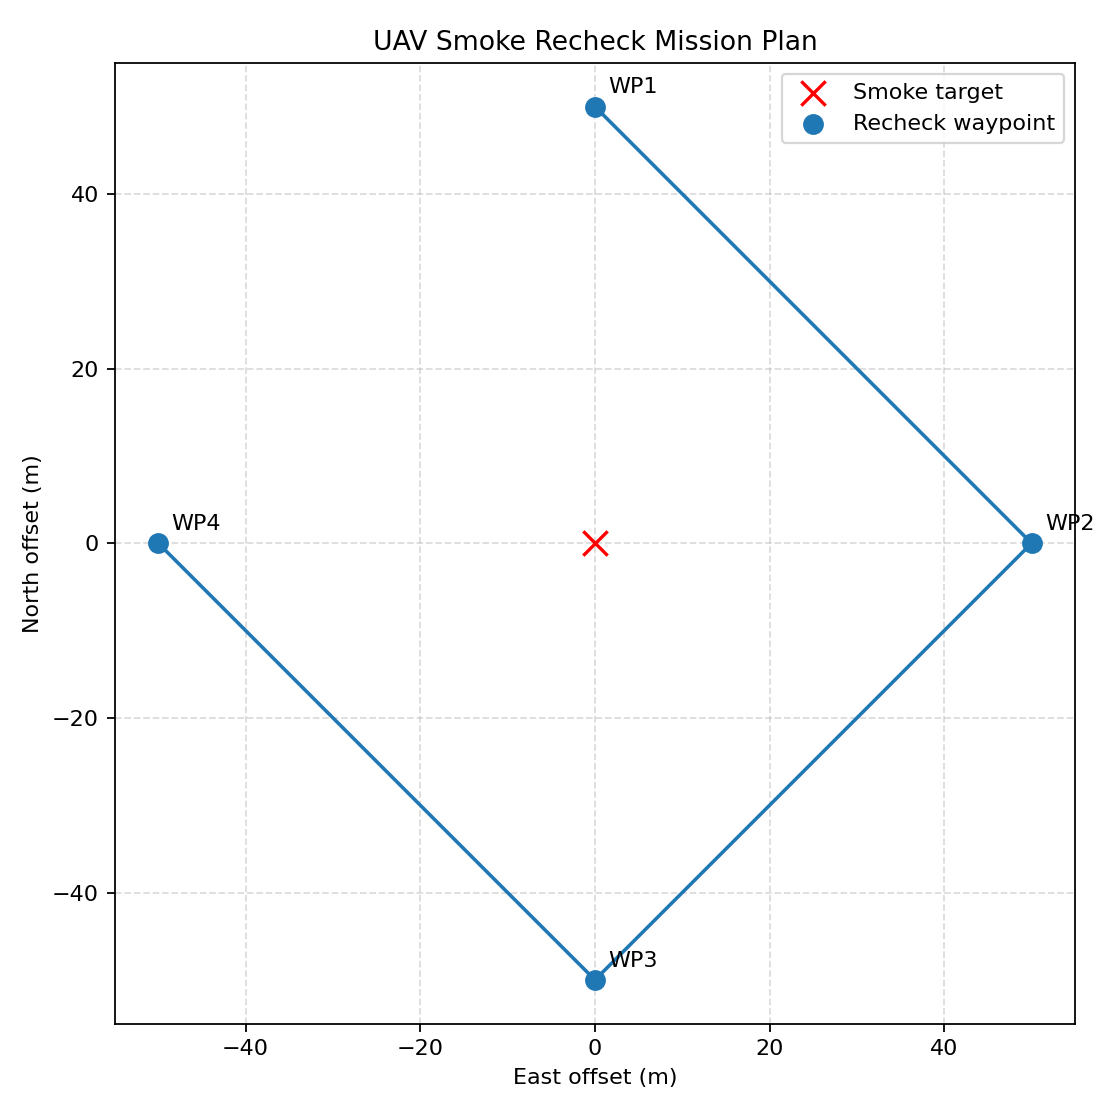 UAV Smoke Recheck Mission Plan
WP1
Smoke target
Recheck waypoint
40
20
WP4
WP2
0
−20
−40
WP3
North offset (m)
−40
−20
0
20
40
East offset (m)